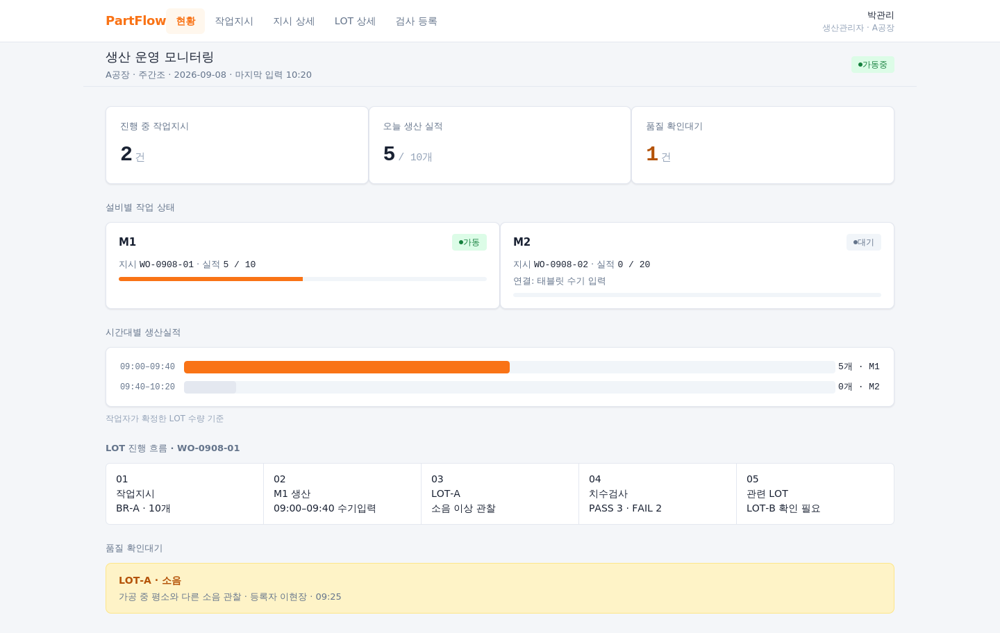 PartFlow 현황 작업지시 지시 상세 LOT 상세 검사 등록
박관리
생산관리자 · A공장
생산 운영 모니터링
A공장 · 주간조 · 2026-09-08 · 마지막 입력 10:20
●가동중
진행 중 작업지시
2 건
오늘 생산 실적
5 / 10개
품질 확인대기
1 건
설비별 작업 상태
M1
●가동
지시 WO-0908-01 · 실적 5 / 10
M2
●대기
지시 WO-0908-02 · 실적 0 / 20
연결: 태블릿 수기 입력
시간대별 생산실적
09:00–09:40 5개 · M1
09:40–10:20 0개 · M2
작업자가 확정한 LOT 수량 기준
LOT 진행 흐름 · WO-0908-01
01
작업지시
BR-A · 10개
02
M1 생산
09:00–09:40 수기입력
03
LOT-A
소음 이상 관찰
04
치수검사
PASS 3 · FAIL 2
05
관련 LOT
LOT-B 확인 필요
품질 확인대기
LOT-A · 소음
가공 중 평소와 다른 소음 관찰 · 등록자 이현장 · 09:25